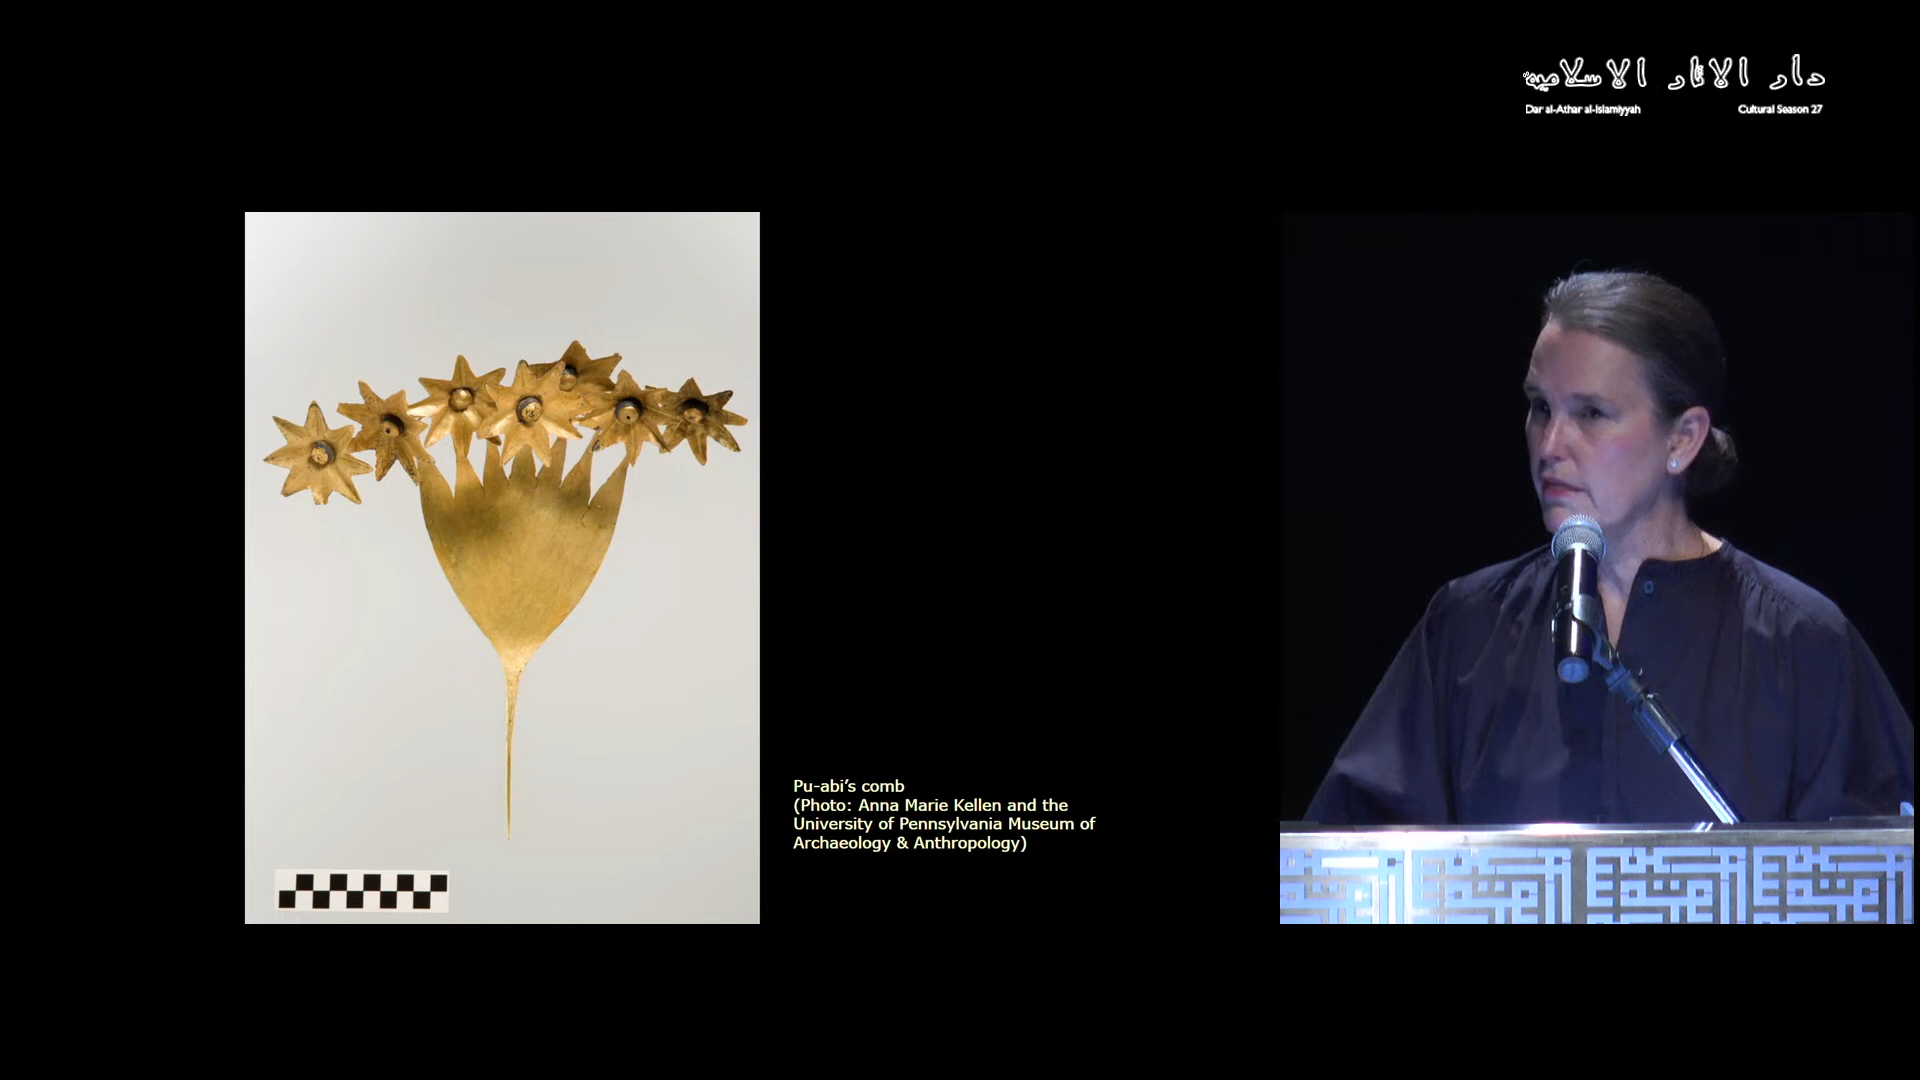 دار الآثار الإسلامية
Dar al-Athar al-Islamiyyah
Cultural Season 27
Pu-abi’s comb
(Photo: Anna Marie Kellen and the
University of Pennsylvania Museum of
Archaeology & Anthropology)